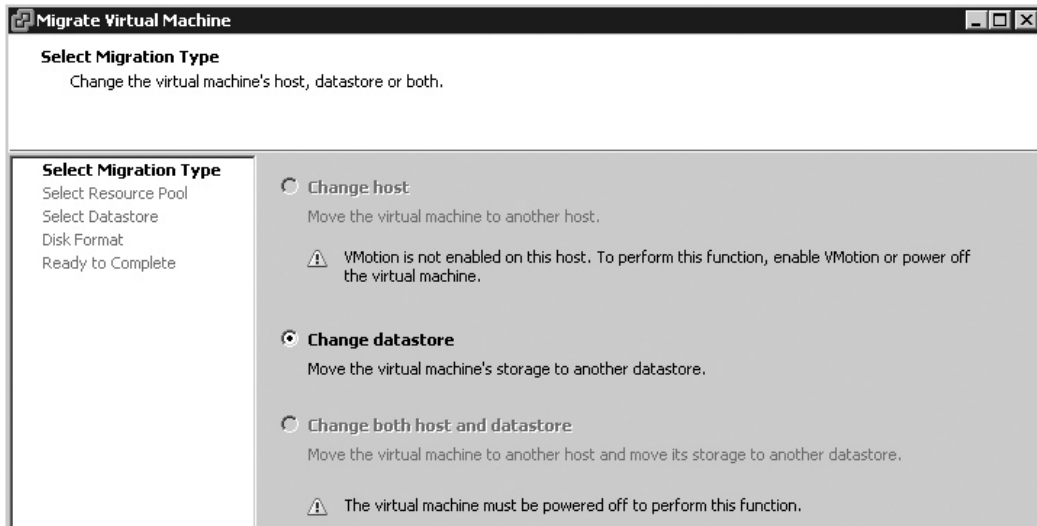 Migrate Virtual Machine
Select Migration Type
Change the virtual machine's host, datastore or both.
Select Migration Type
Select Resource Pool
Select Datastore
Disk Format
Ready to Complete
Change host
Move the virtual machine to another host.
VMotion is not enabled on this host. To perform this function, enable VMotion or power off
the virtual machine.
Change datastore
Move the virtual machine's storage to another datastore.
Change both host and datastore
Move the virtual machine to another host and move its storage to another datastore.
The virtual machine must be powered off to perform this function.